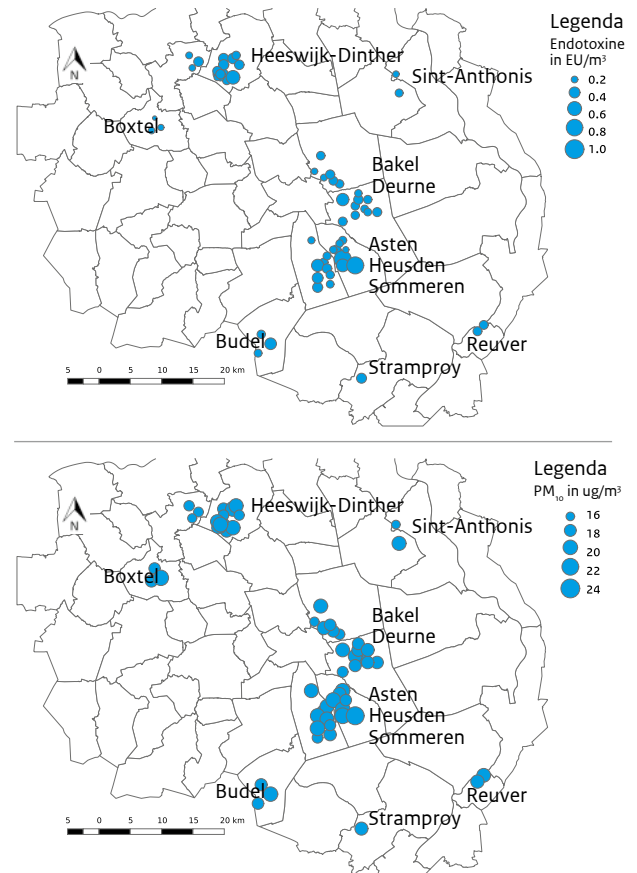 Legenda
Endotoxine
in EU/m³
0.2
0.4
0.6
0.8
1.0
Heeswijk-Dinther
Sint-Anthonis
N
Boxtel
Bakel
Deurne
Asten
Heusden
Sommeren
Budel
Reuver
Stramproy
5 0 5 10 15 20 km
Legenda
PM₁₀ in ug/m³
16
18
20
22
24
Heeswijk-Dinther
Sint-Anthonis
N
Boxtel
Bakel
Deurne
Asten
Heusden
Sommeren
Budel
Reuver
Stramproy
5 0 5 10 15 20 km